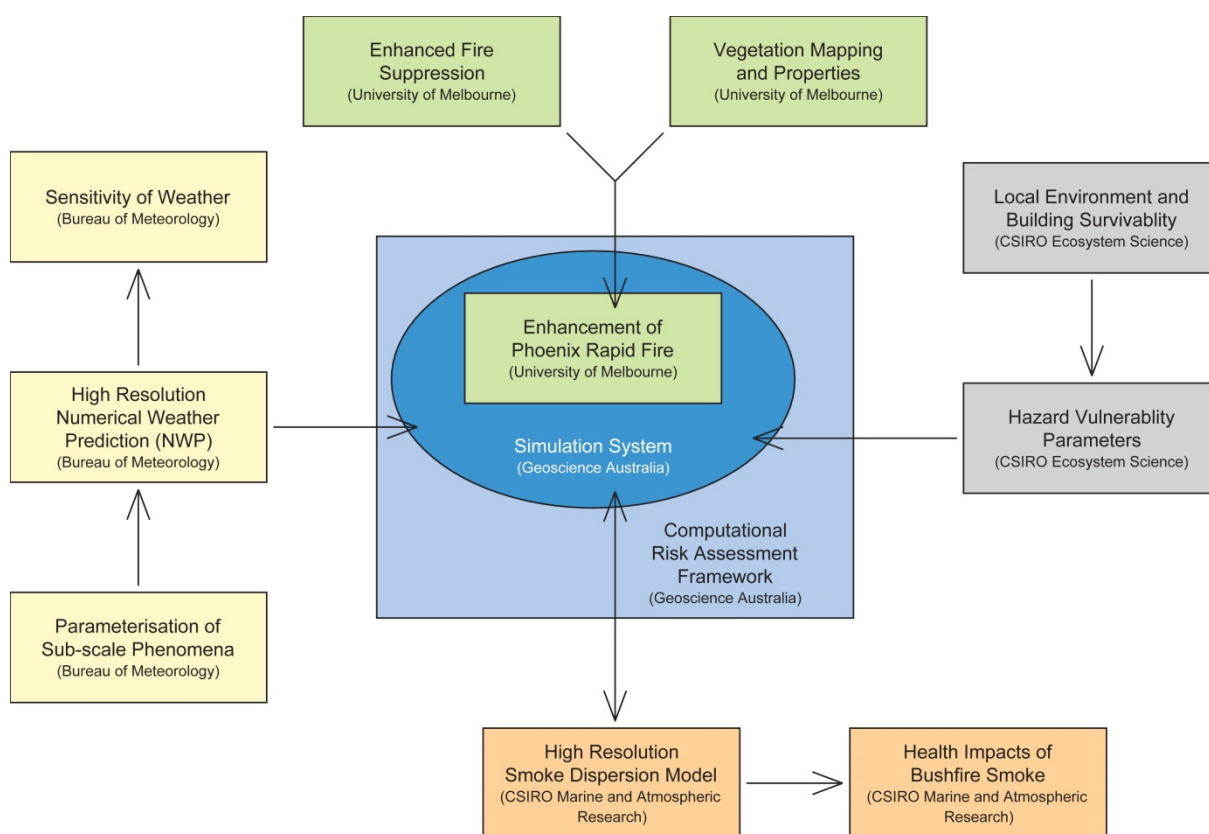 Enhanced Fire
Suppression
(University of Melbourne)
Vegetation Mapping
and Properties
(University of Melbourne)
Sensitivity of Weather
(Bureau of Meteorology)
Local Environment and
Building Survivablity
(CSIRO Ecosystem Science)
Enhancement of
Phoenix Rapid Fire
(University of Melbourne)
High Resolution
Numerical Weather
Prediction (NWP)
(Bureau of Meteorology)
Simulation System
(Geoscience Australia)
Hazard Vulnerablity
Parameters
(CSIRO Ecosystem Science)
Computational
Risk Assessment
Framework
(Geoscience Australia)
Parameterisation of
Sub-scale Phenomena
(Bureau of Meteorology)
High Resolution
Smoke Dispersion Model
(CSIRO Marine and Atmospheric
Research)
Health Impacts of
Bushfire Smoke
(CSIRO Marine and Atmospheric
Research)